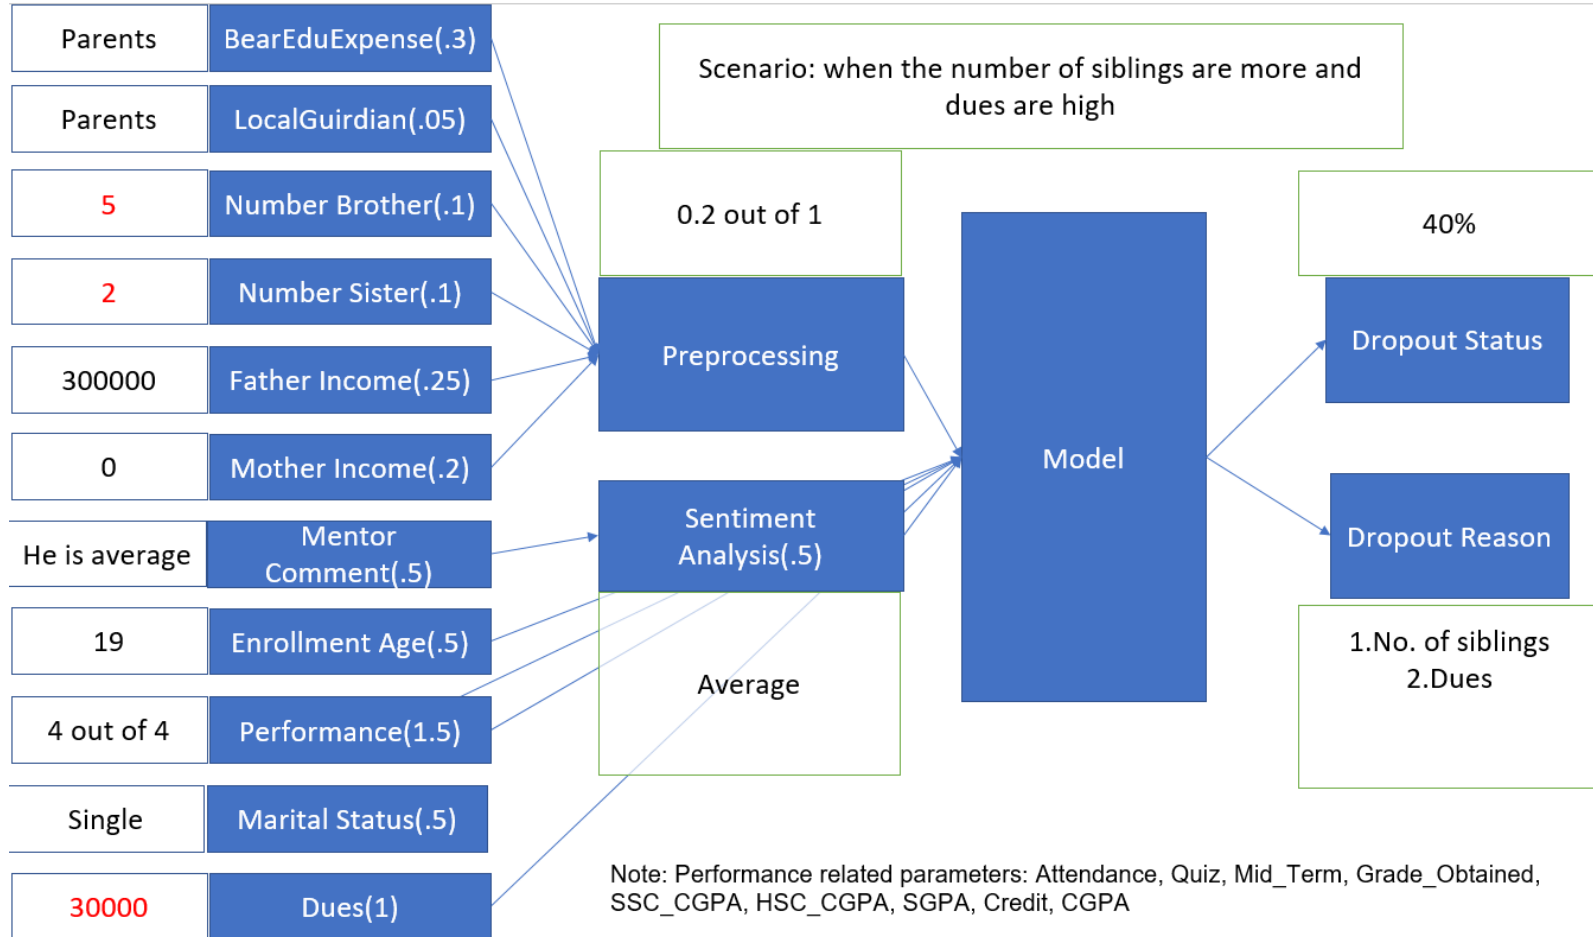 Parents
BearEduExpense(.3)
Scenario: when the number of siblings are more and
dues are high
Parents
LocalGuirdian(.05)
5
Number Brother(.1)
0.2 out of 1
40%
2
Number Sister(.1)
Preprocessing
Dropout Status
300000
Father Income(.25)
0
Mother Income(.2)
Model
He is average
Mentor
Comment(.5)
Sentiment
Analysis(.5)
Dropout Reason
19
Enrollment Age(.5)
Average
1.No. of siblings
2.Dues
4 out of 4
Performance(1.5)
Single
Marital Status(.5)
30000
Dues(1)
Note: Performance related parameters: Attendance, Quiz, Mid_Term, Grade_Obtained,
SSC_CGPA, HSC_CGPA, SGPA, Credit, CGPA